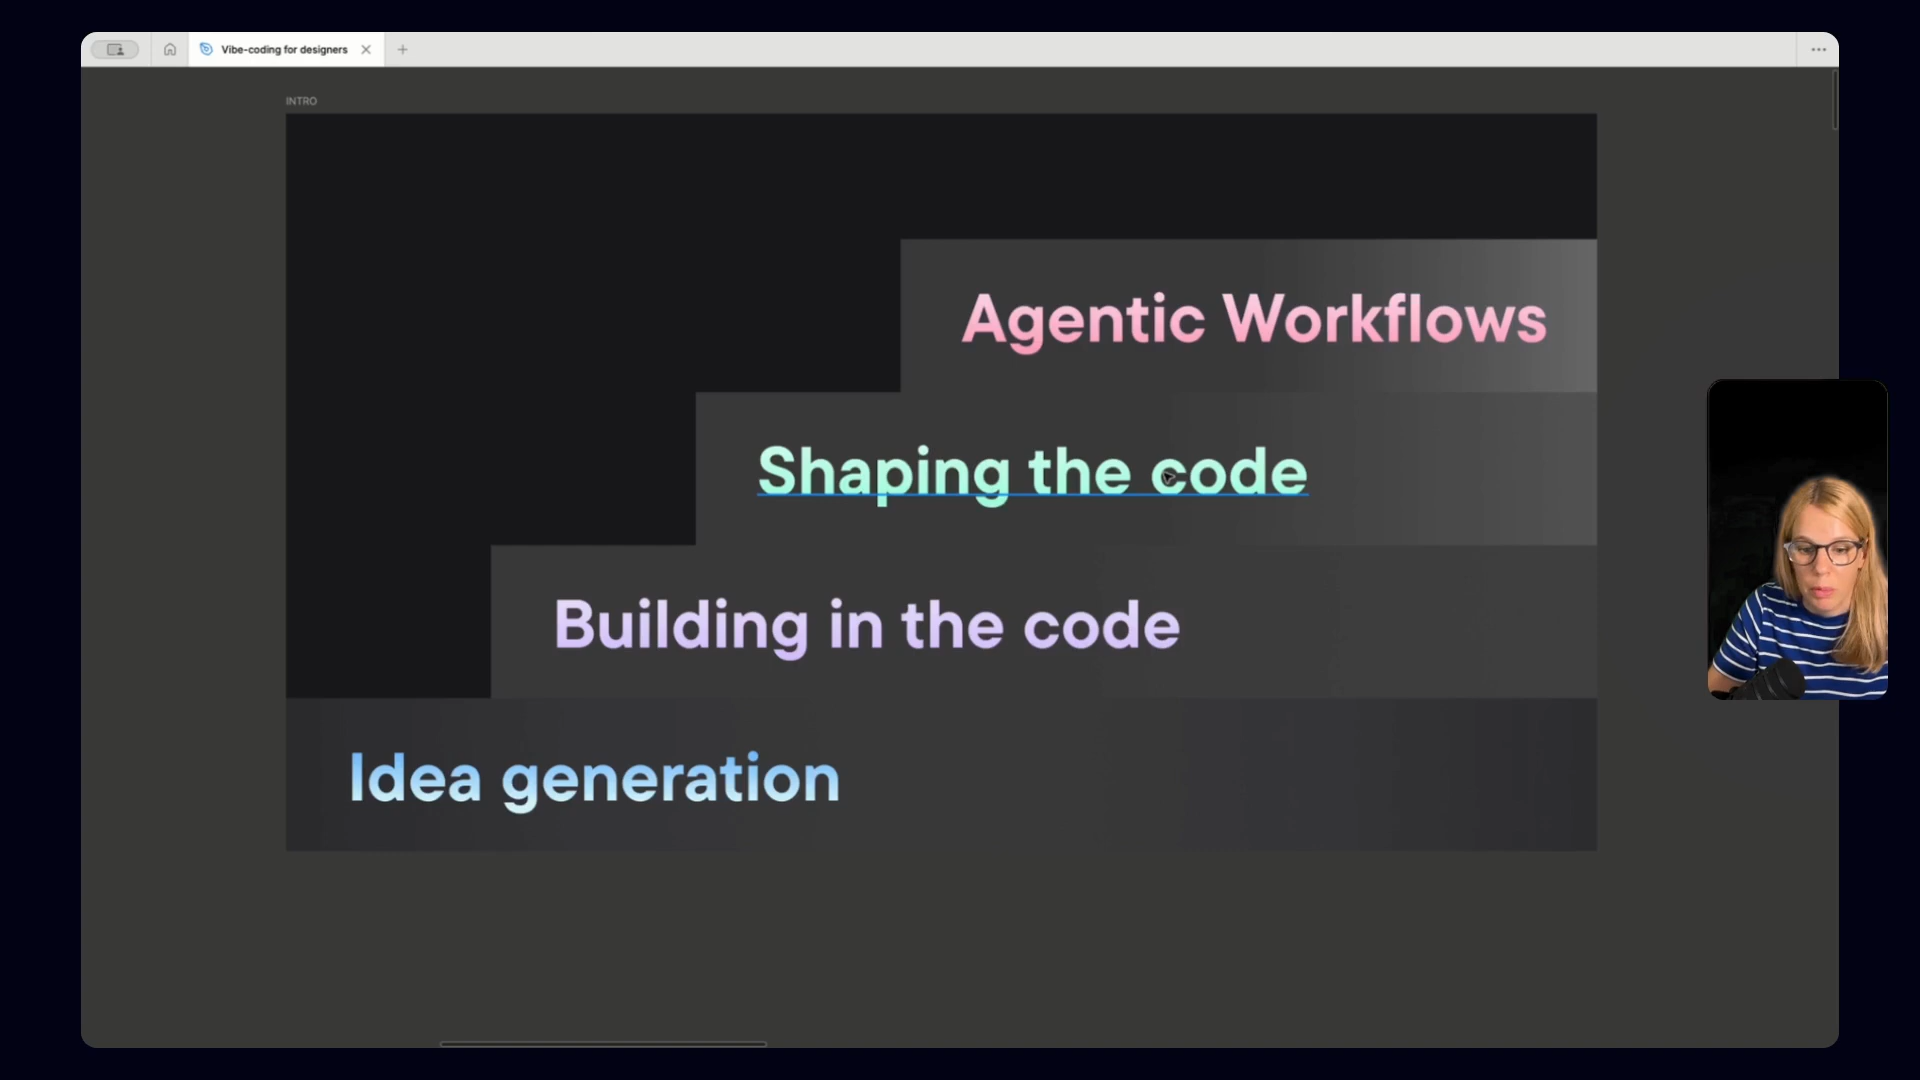 Vibe-coding for designers
INTRO
Agentic Workflows
Shaping the code
Building in the code
Idea generation